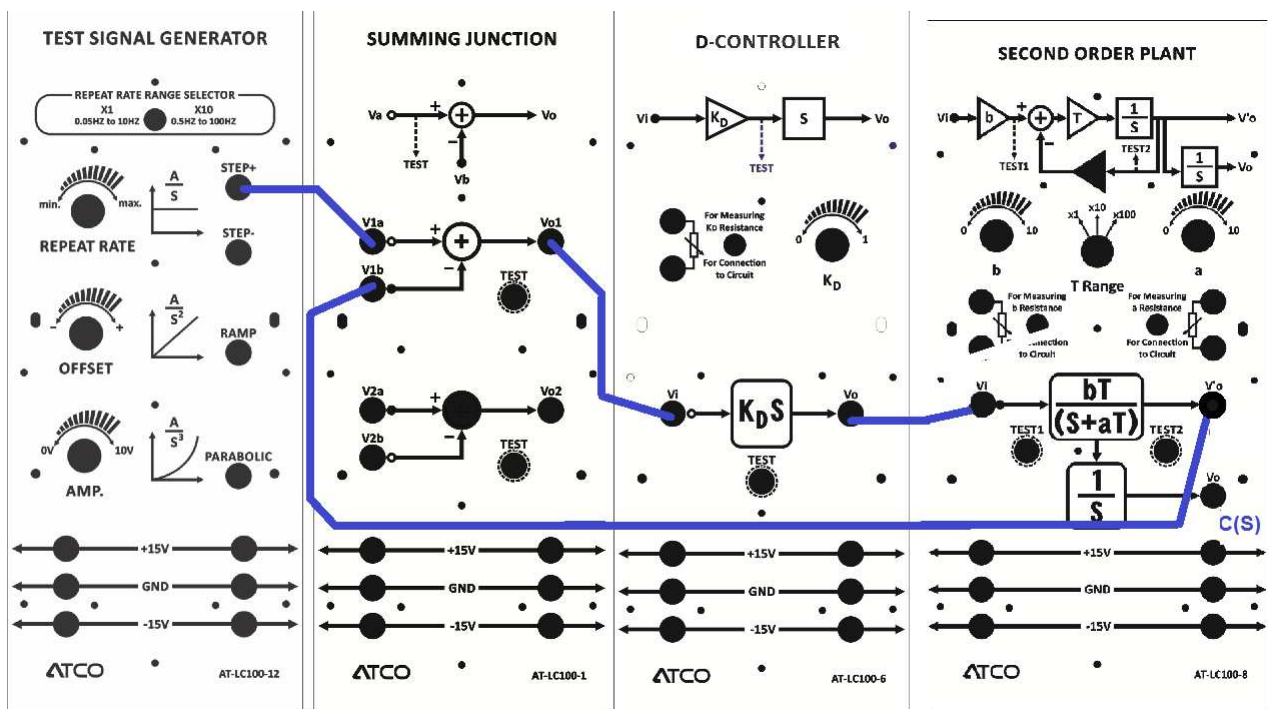 TEST SIGNAL GENERATOR
REPEAT RATE RANGE SELECTOR
X1
0.05HZ to 10HZ
X10
0.5HZ to 100HZ
min.
max.
REPEAT RATE
A
S
STEP+
STEP-
-
+
OFFSET
A
S²
RAMP
0V
10V
AMP.
A
S³
PARABOLIC
+15V
GND
-15V
ATCO
AT-LC100-12
SUMMING JUNCTION
Va
+
+
Vo
TEST
-
Vb
V1a
+
+
Vo1
V1b
-
TEST
V2a
+
Vo2
V2b
-
TEST
+15V
GND
-15V
ATCO
AT-LC100-1
D-CONTROLLER
Vi
KD
S
Vo
TEST
For Measuring
KD Resistance
For Connection
to Circuit
0
1
KD
Vi
KDS
Vo
TEST
+15V
GND
-15V
ATCO
AT-LC100-6
SECOND ORDER PLANT
Vi
b
+
+
T
1
S
V'o
TEST1
-
TEST2
1
S
Vo
0
10
b
x1
x10
x100
T Range
0
10
a
For Measuring
b Resistance
nnection
to Circuit
For Measuring
a Resistance
For Connection
to Circuit
Vi
bT
(S+aT)
V'o
TEST1
TEST2
1
S
Vo
C(S)
+15V
GND
-15V
ATCO
AT-LC100-8